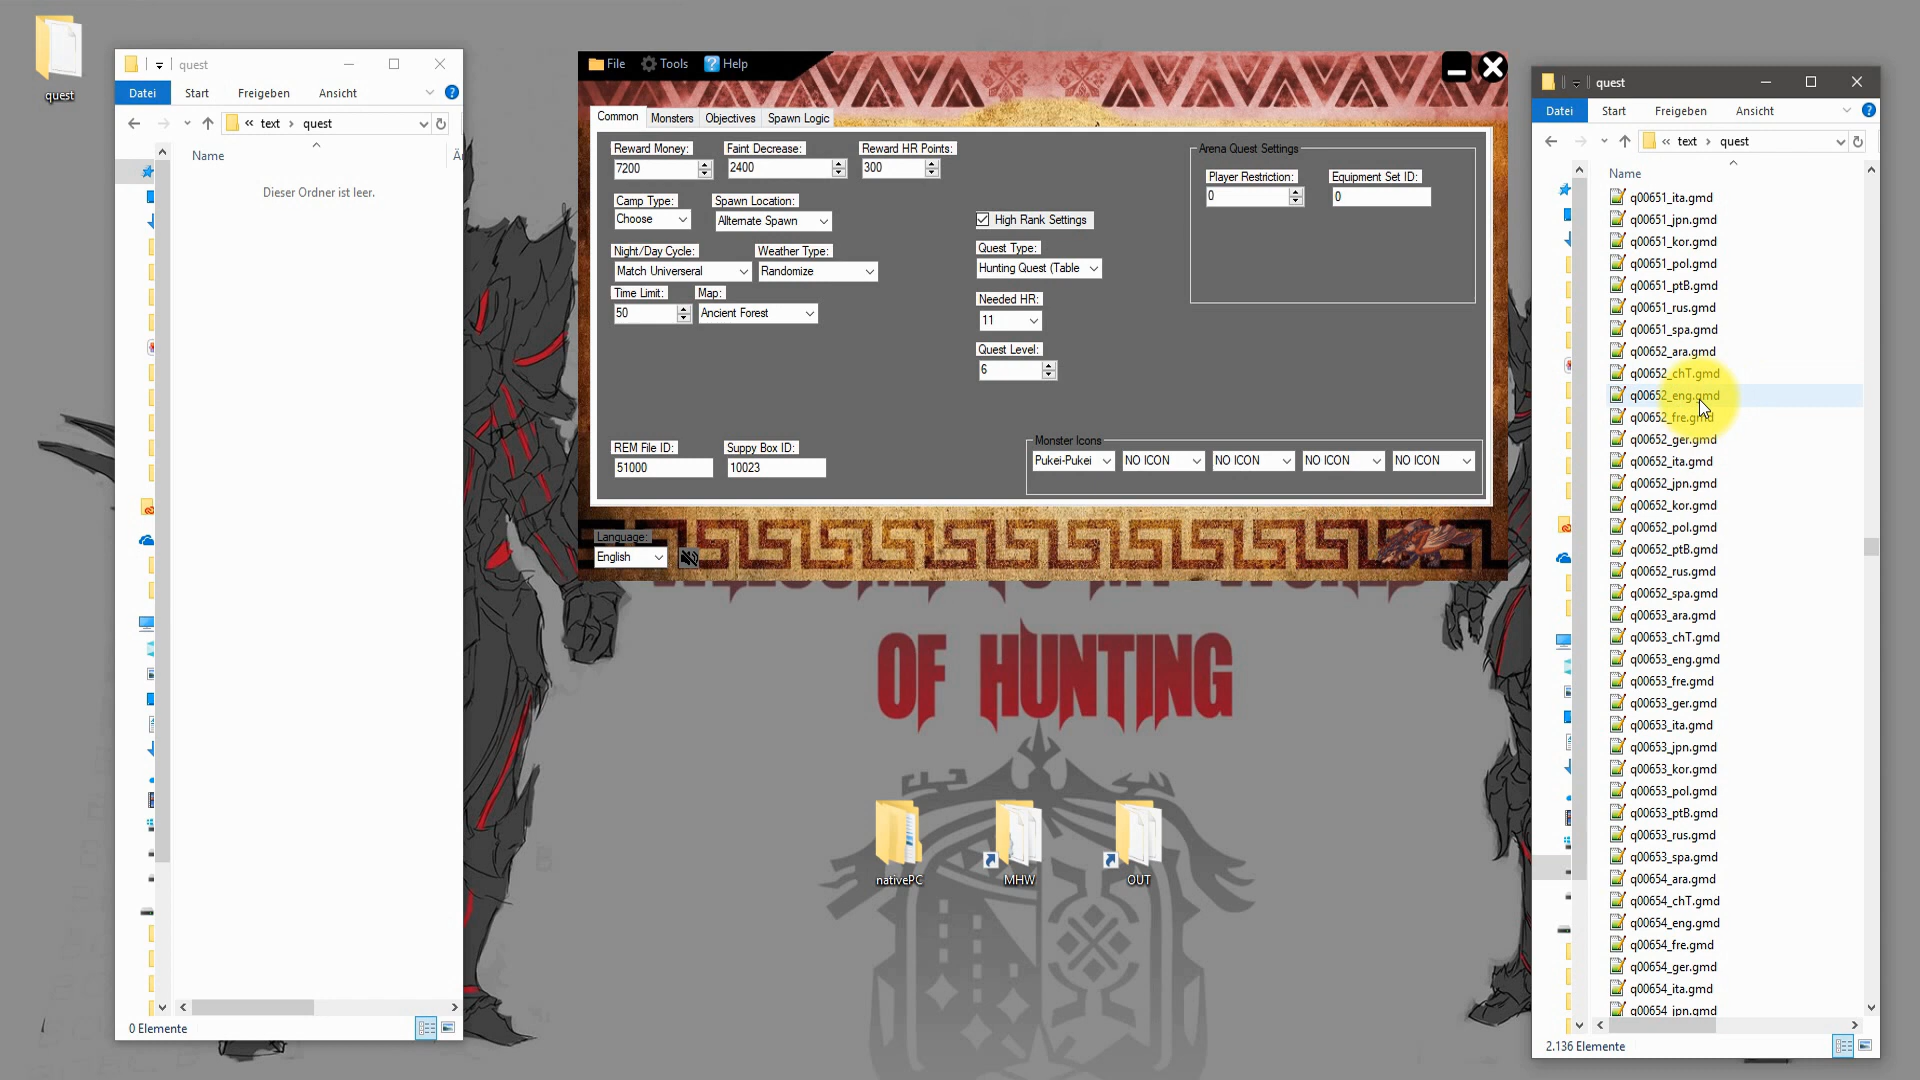 quest
quest
Datei
Start
Freigeben
Ansicht
« text › quest
Name
Dieser Ordner ist leer.
0 Elemente
File
Tools
Help
Common
Monsters
Objectives
Spawn Logic
Reward Money:
Faint Decrease:
Reward HR Points:
7200
2400
300
Camp Type:
Spawn Location:
Choose
Allternate Spawn
Night/Day Cycle:
Weather Type:
Match Universeral
Randomize
Time Limit:
Map:
50
Ancient Forest
High Rank Settings
Quest Type:
Hunting Quest (Table
Needed HR:
11
Quest Level:
6
Arena Quest Settings
Player Restriction:
Equipment Set ID:
0
0
REM File ID:
Suppy Box ID:
51000
10023
Monster Icons
Pukei-Pukei
NO ICON
NO ICON
NO ICON
NO ICON
Language:
English
OF HUNTING
nativePC
MHW
OUT
quest
Datei
Start
Freigeben
Ansicht
« text › quest
Name
q00651_ita.gmd
q00651_jpn.gmd
q00651_kor.gmd
q00651_pol.gmd
q00651_ptB.gmd
q00651_rus.gmd
q00651_spa.gmd
q00652_ara.gmd
q00652_chT.gmd
q00652_eng.gmd
q00652_fre.gmd
q00652_ger.gmd
q00652_ita.gmd
q00652_jpn.gmd
q00652_kor.gmd
q00652_pol.gmd
q00652_ptB.gmd
q00652_rus.gmd
q00652_spa.gmd
q00653_ara.gmd
q00653_chT.gmd
q00653_eng.gmd
q00653_fre.gmd
q00653_ger.gmd
q00653_ita.gmd
q00653_jpn.gmd
q00653_kor.gmd
q00653_pol.gmd
q00653_ptB.gmd
q00653_rus.gmd
q00653_spa.gmd
q00654_ara.gmd
q00654_chT.gmd
q00654_eng.gmd
q00654_fre.gmd
q00654_ger.gmd
q00654_ita.gmd
q00654_jpn.gmd
2.136 Elemente